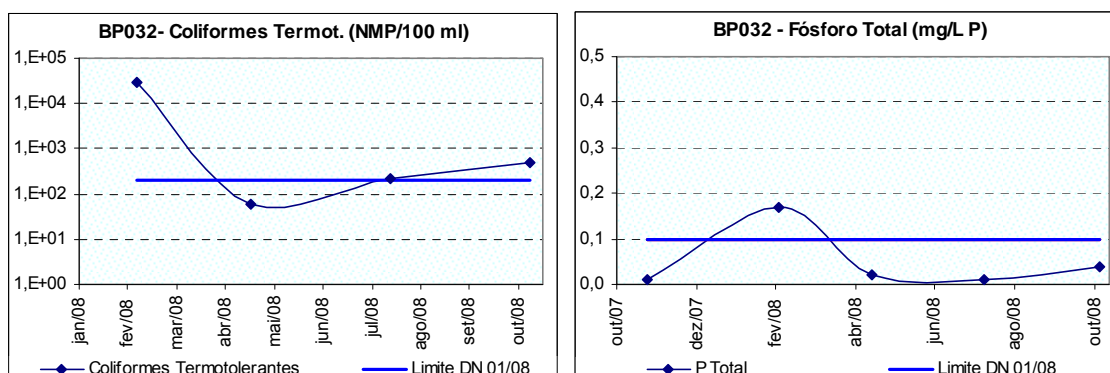 BP032- Coliformes Termot. (NMP/100 ml)
1,E+05
1,E+04
1,E+03
1,E+02
1,E+01
1,E+00
jan/08
fev/08
mar/08
abr/08
mai/08
jun/08
jul/08
ago/08
set/08
out/08
Coliformes Termotolerantes
Limite DN 01/08
BP032 - Fósforo Total (mg/L P)
0,5
0,4
0,3
0,2
0,1
0,0
out/07
dez/07
fev/08
abr/08
jun/08
ago/08
out/08
P Total
Limite DN 01/08